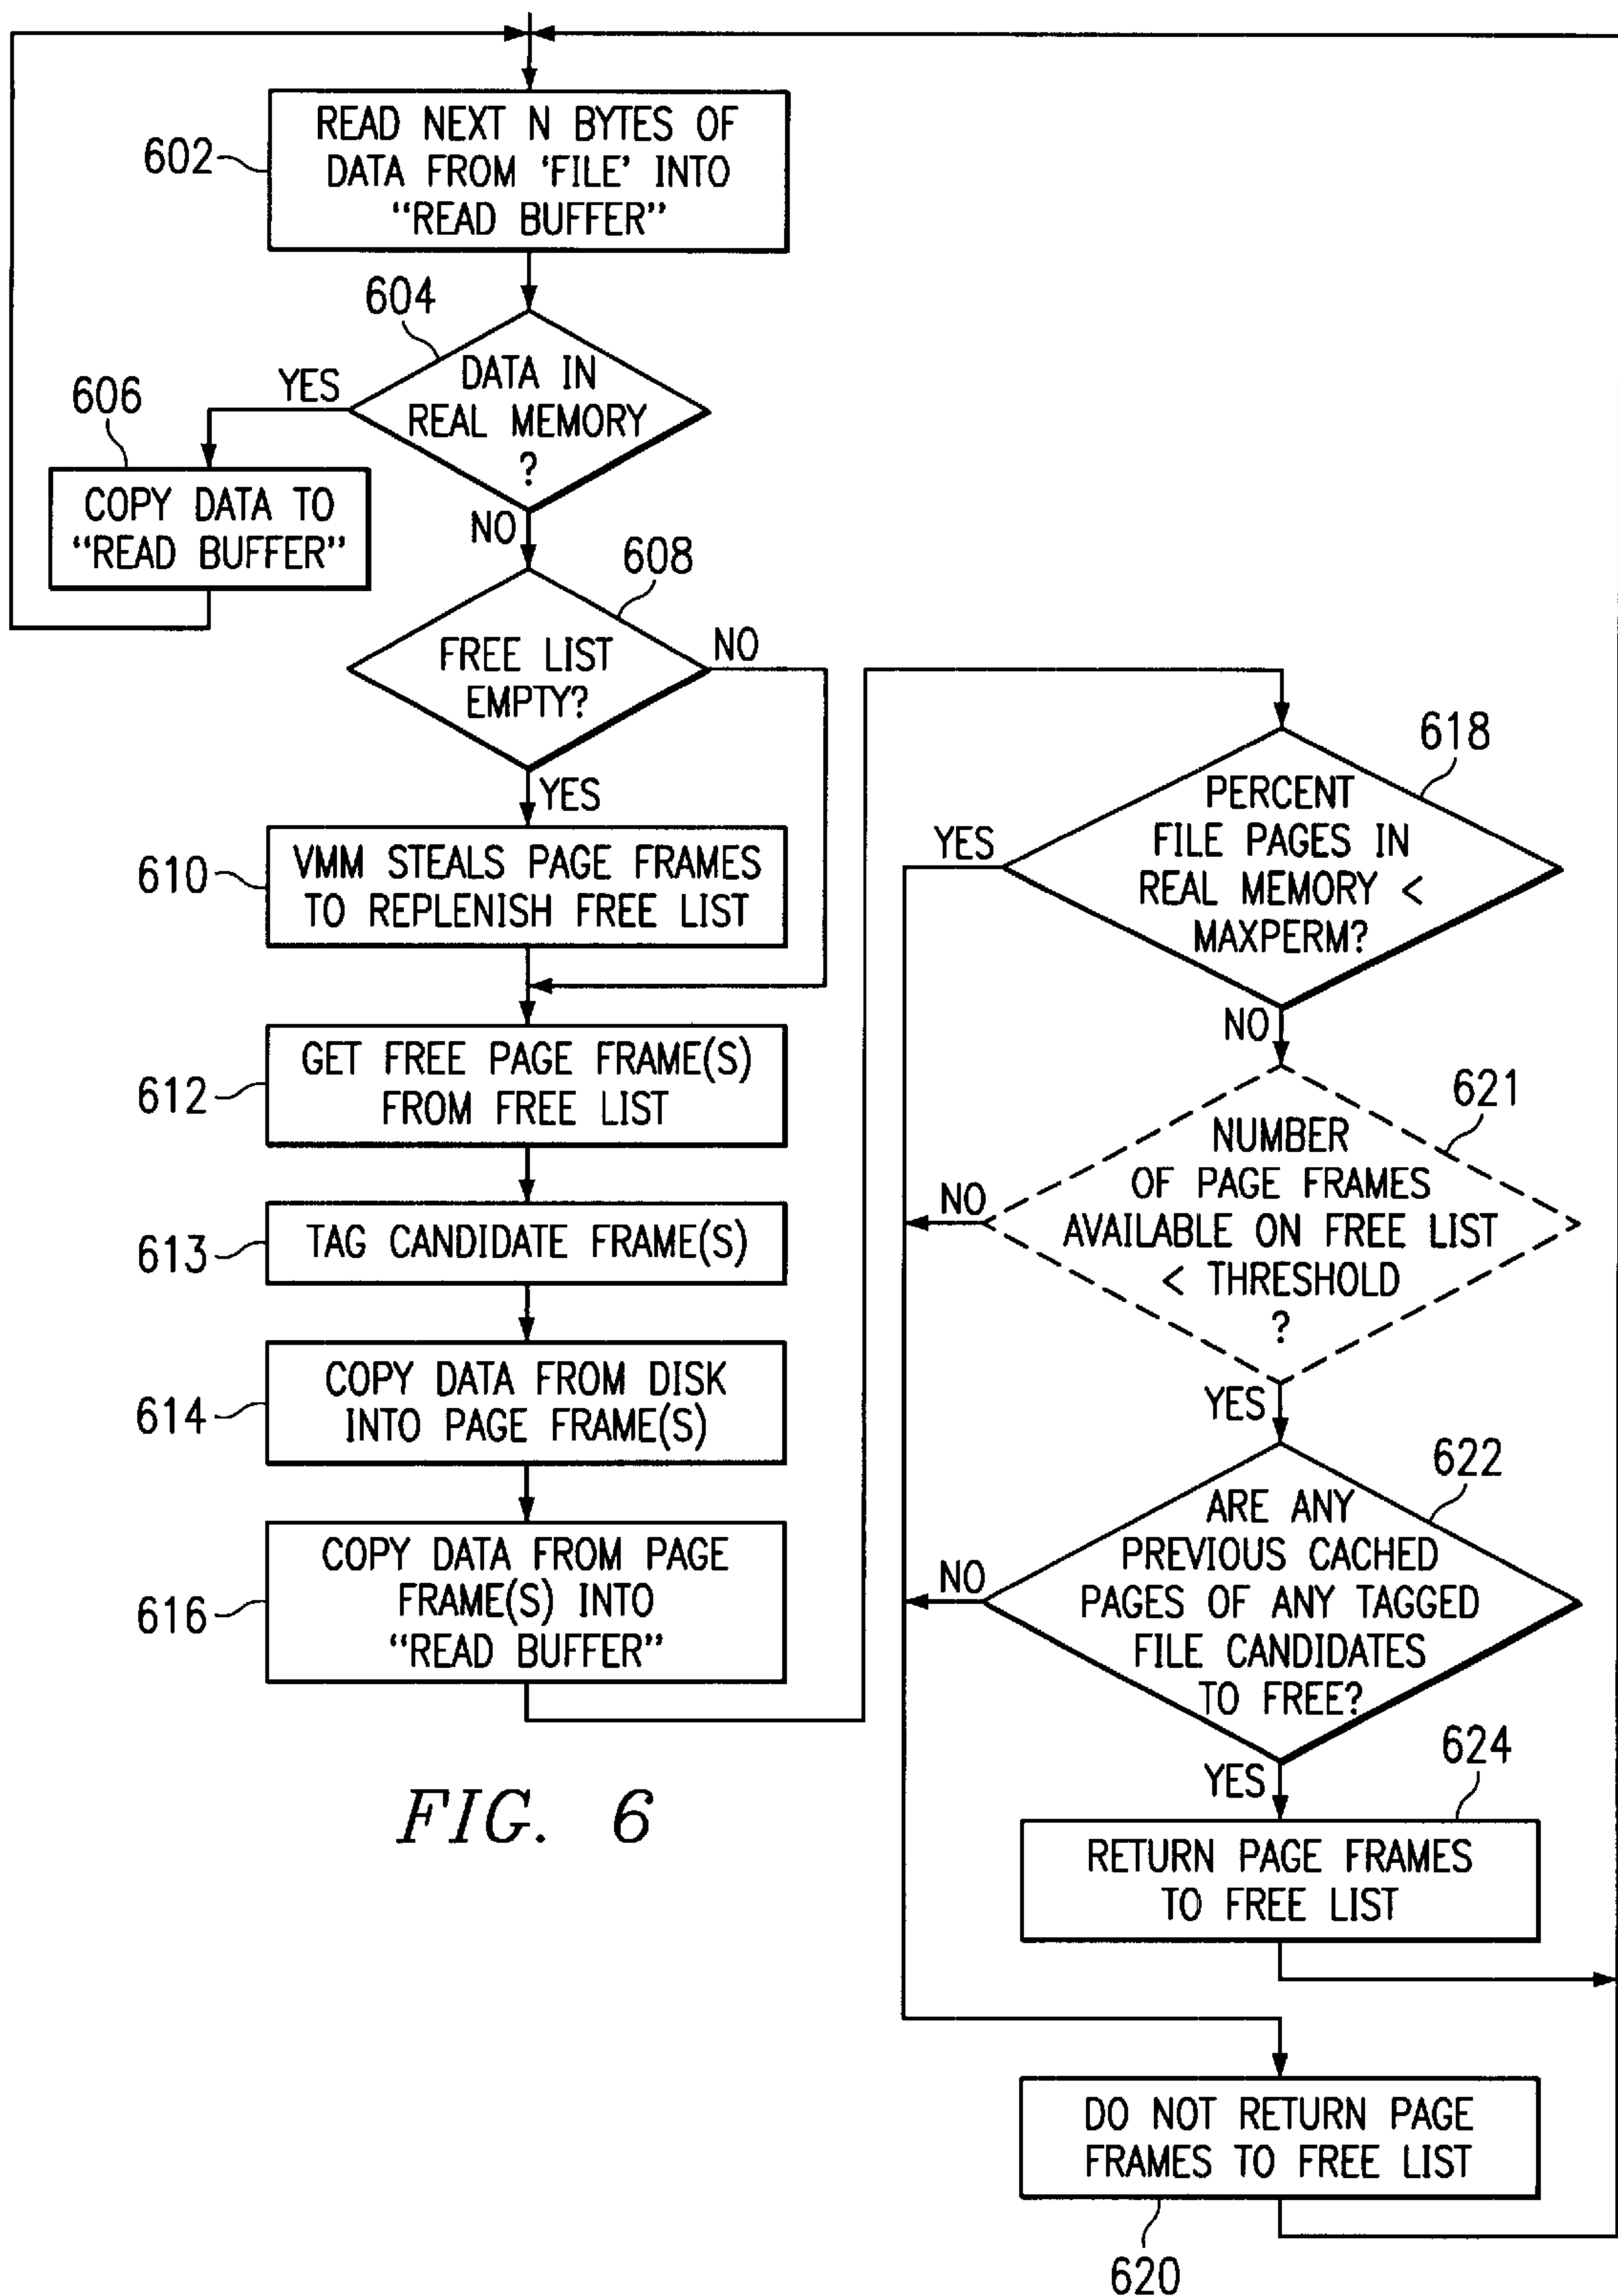 READ NEXT N BYTES OF
DATA FROM 'FILE' INTO
"READ BUFFER"
602
604
DATA IN
REAL MEMORY
?
YES
606
COPY DATA TO
"READ BUFFER"
NO
608
FREE LIST
EMPTY?
NO
YES
610
VMM STEALS PAGE FRAMES
TO REPLENISH FREE LIST
612
GET FREE PAGE FRAME(S)
FROM FREE LIST
613
TAG CANDIDATE FRAME(S)
614
COPY DATA FROM DISK
INTO PAGE FRAME(S)
616
COPY DATA FROM PAGE
FRAME(S) INTO
"READ BUFFER"
618
PERCENT
FILE PAGES IN
REAL MEMORY <
MAXPERM?
YES
NO
621
NUMBER
OF PAGE FRAMES
AVAILABLE ON FREE LIST
< THRESHOLD
?
NO
YES
622
ARE ANY
PREVIOUS CACHED
PAGES OF ANY TAGGED
FILE CANDIDATES
TO FREE?
NO
YES
624
RETURN PAGE FRAMES
TO FREE LIST
DO NOT RETURN PAGE
FRAMES TO FREE LIST
620
FIG. 6